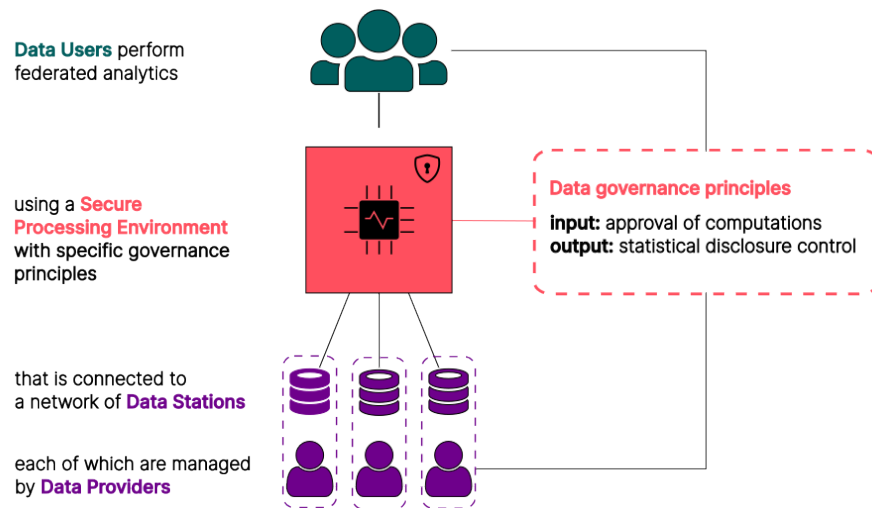 Data Users perform
federated analytics
using a Secure
Processing Environment
with specific governance
principles
Data governance principles
input: approval of computations
output: statistical disclosure control
that is connected to
a network of Data Stations
each of which are managed
by Data Providers